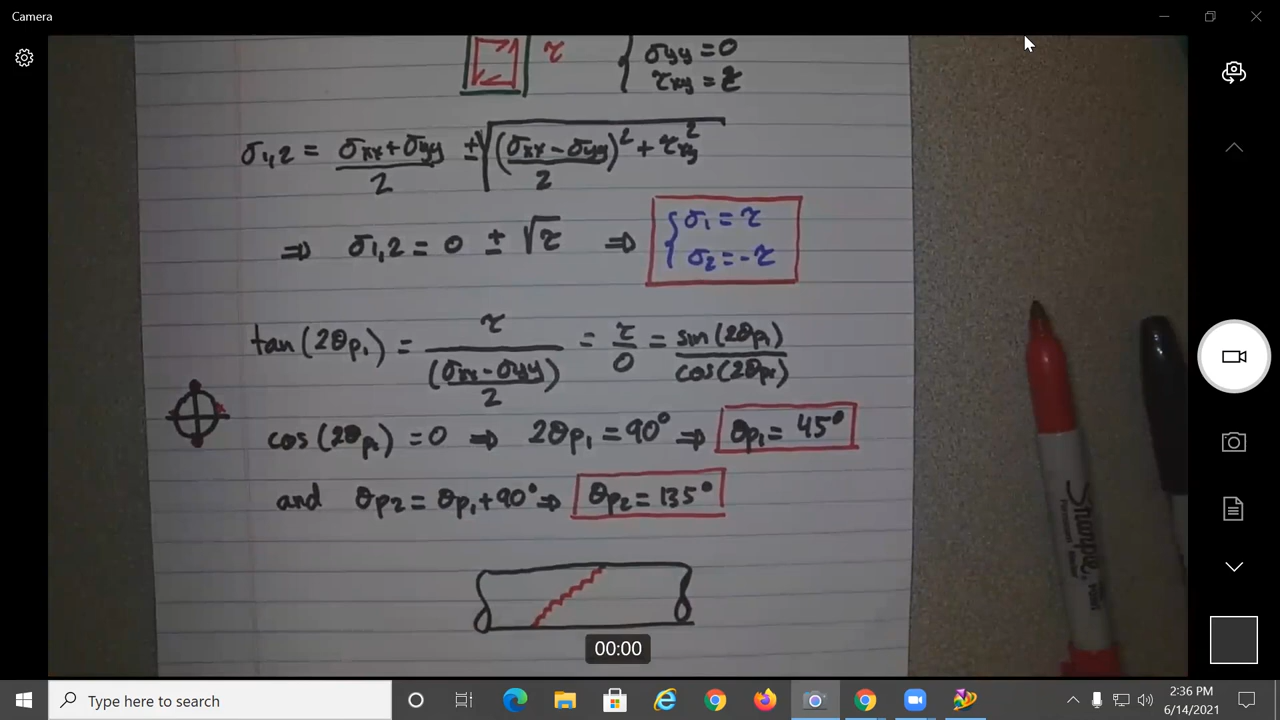 Camera
τ
σyy = 0
τxy = τ
σ1,2 = (σxx + σyy)/2 ± √((σxx - σyy)/2)² + τxy²
⇒ σ1,2 = 0 ± √τ ⇒ { σ1 = τ
σ2 = -τ
tan(2θp1) = τ/((σxx - σyy)/2) = τ/0 = sin(2θp1)/cos(2θp1)
cos(2θp1) = 0 ⇒ 2θp1 = 90° ⇒ θp1 = 45°
and θp2 = θp1 + 90° ⇒ θp2 = 135°
Sharpie
00:00
Type here to search
2:36 PM
6/14/2021